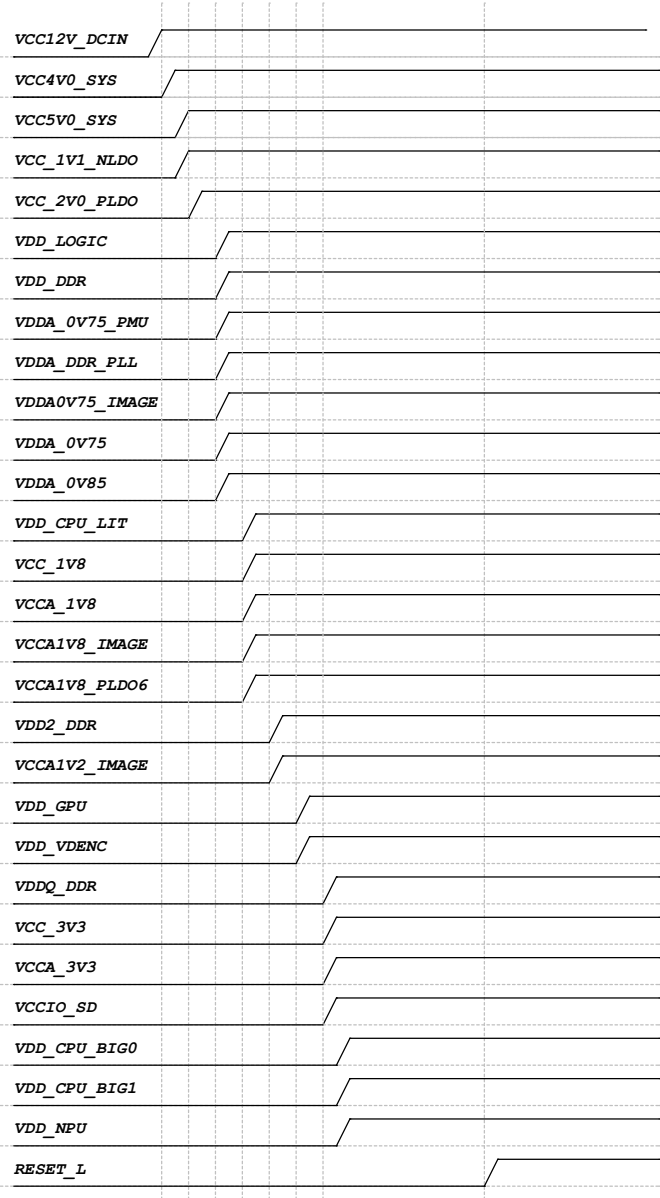 VCC12V_DCIN
VCC4V0_SYS
VCC5V0_SYS
VCC_1V1_NLDO
VCC_2V0_PLDO
VDD_LOGIC
VDD_DDR
VDDA_0V75_PMU
VDDA_DDR_PLL
VDDA0V75_IMAGE
VDDA_0V75
VDDA_0V85
VDD_CPU_LIT
VCC_1V8
VCCA_1V8
VCCA1V8_IMAGE
VCCA1V8_PLDO6
VDD2_DDR
VCCA1V2_IMAGE
VDD_GPU
VDD_VDENC
VDDQ_DDR
VCC_3V3
VCCA_3V3
VCCIO_SD
VDD_CPU_BIG0
VDD_CPU_BIG1
VDD_NPU
RESET_L